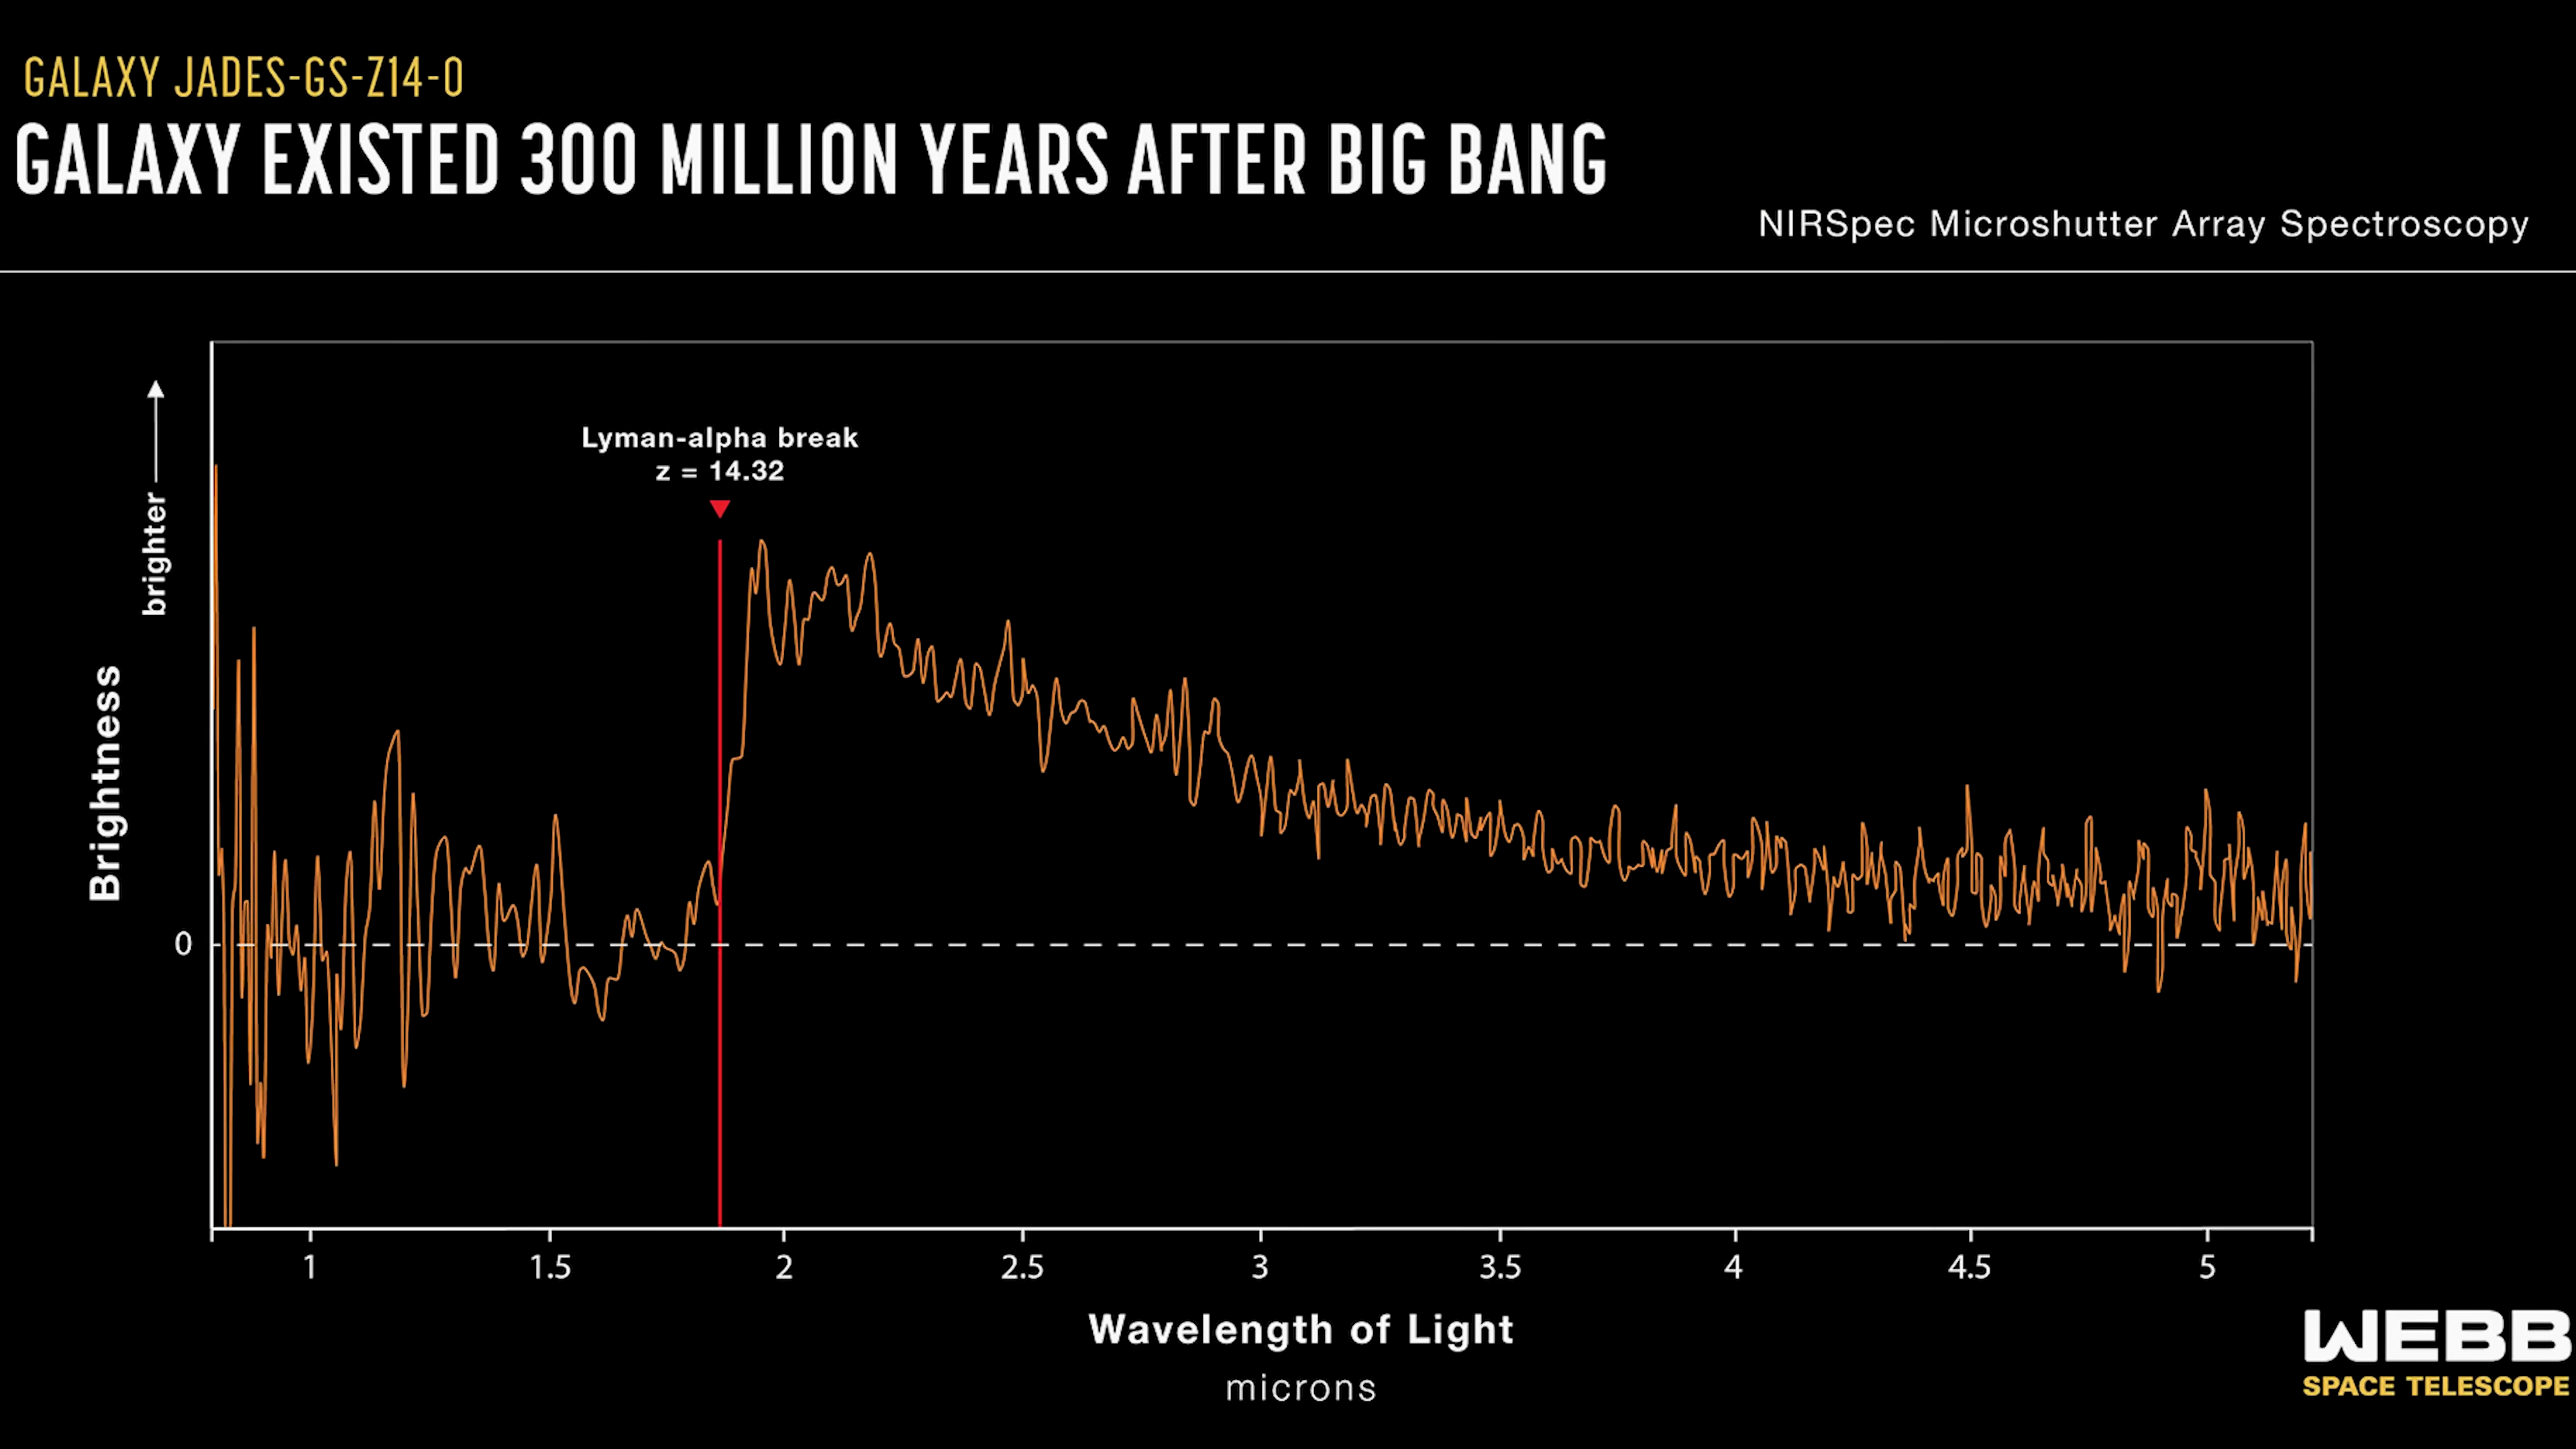 GALAXY JADES-GS-Z14-0
GALAXY EXISTED 300 MILLION YEARS AFTER BIG BANG
NIRSpec Microshutter Array Spectroscopy
Lyman-alpha break
z = 14.32
brighter
Brightness
0
1 1.5 2 2.5 3 3.5 4 4.5 5
Wavelength of Light
microns
WEBB
SPACE TELESCOPE